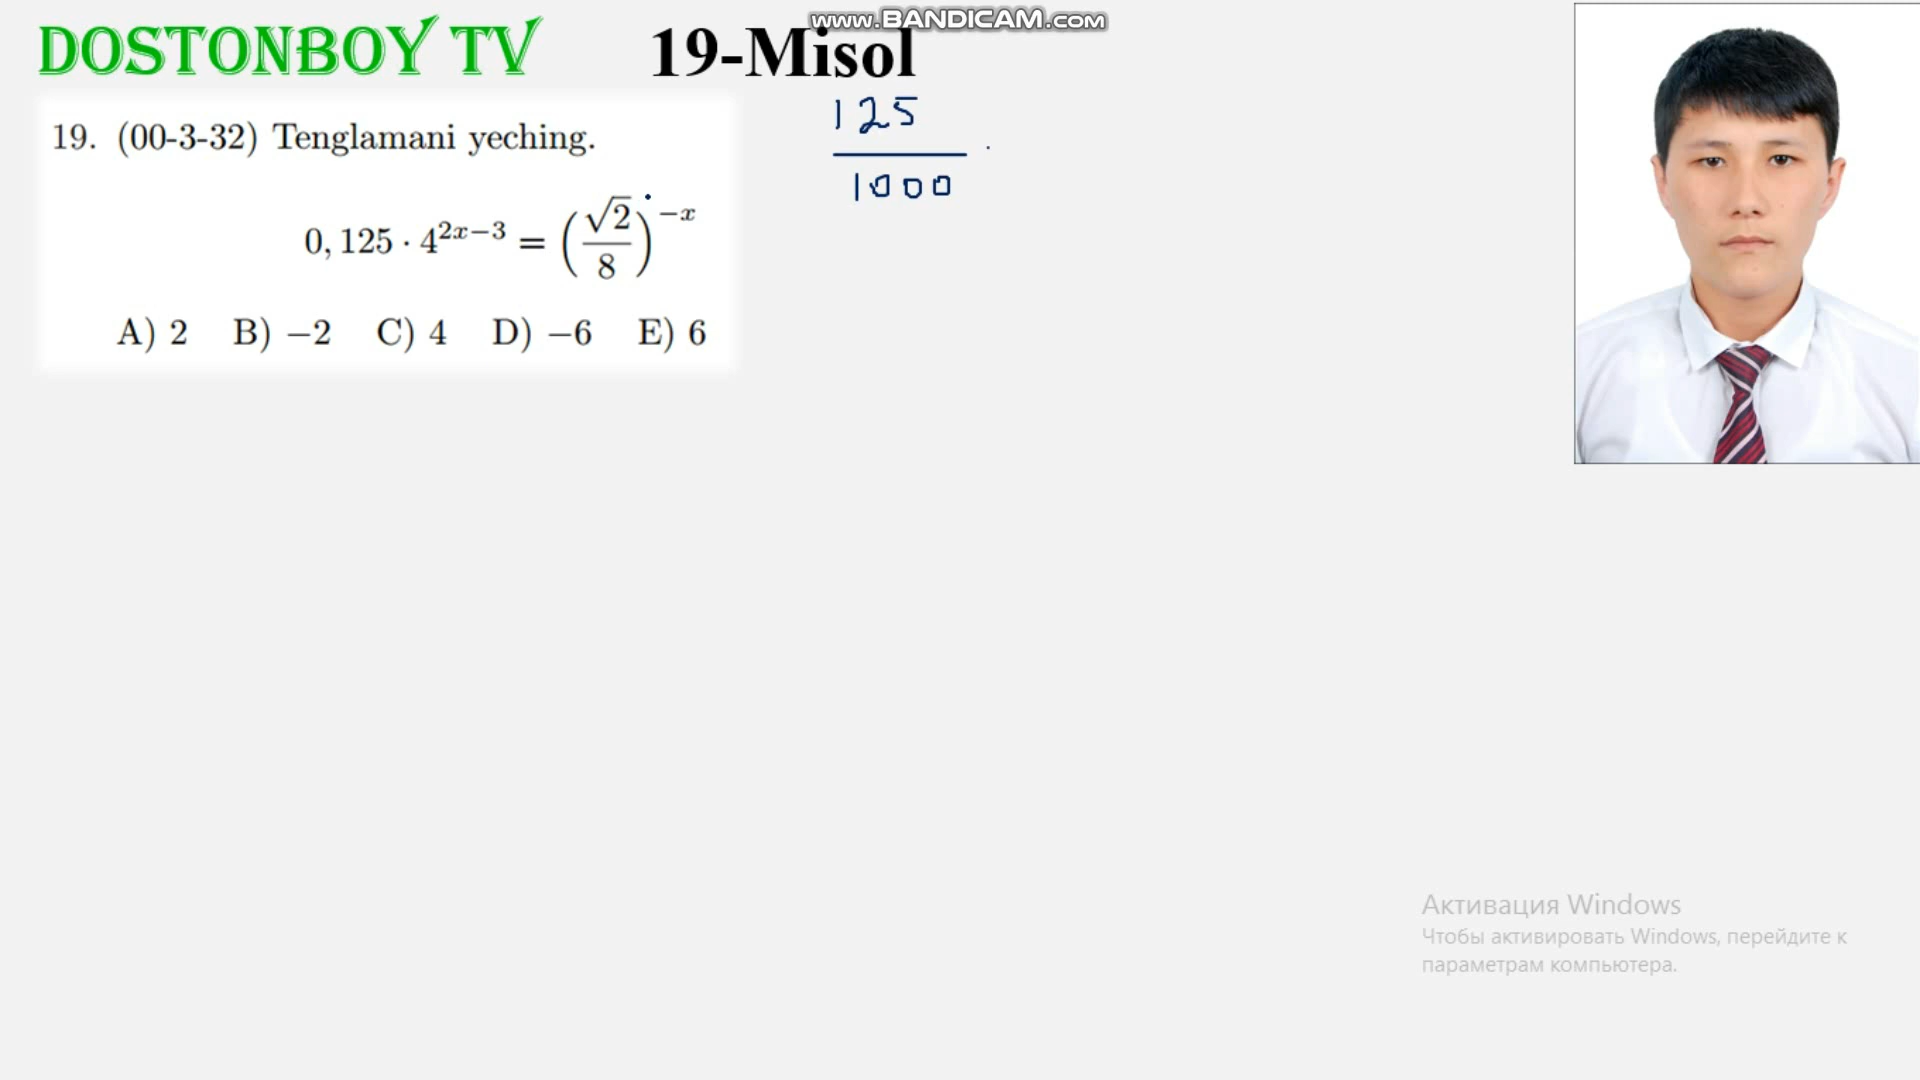 www.BANDICAM.com
DOSTONBOY TV
19-Misol
19. (00-3-32) Tenglamani yeching.
0, 125 · 4^{2x−3} = (√2/8)^{−x}
A) 2 B) −2 C) 4 D) −6 E) 6
125
1000
Активация Windows
Чтобы активировать Windows, перейдите к
параметрам компьютера.